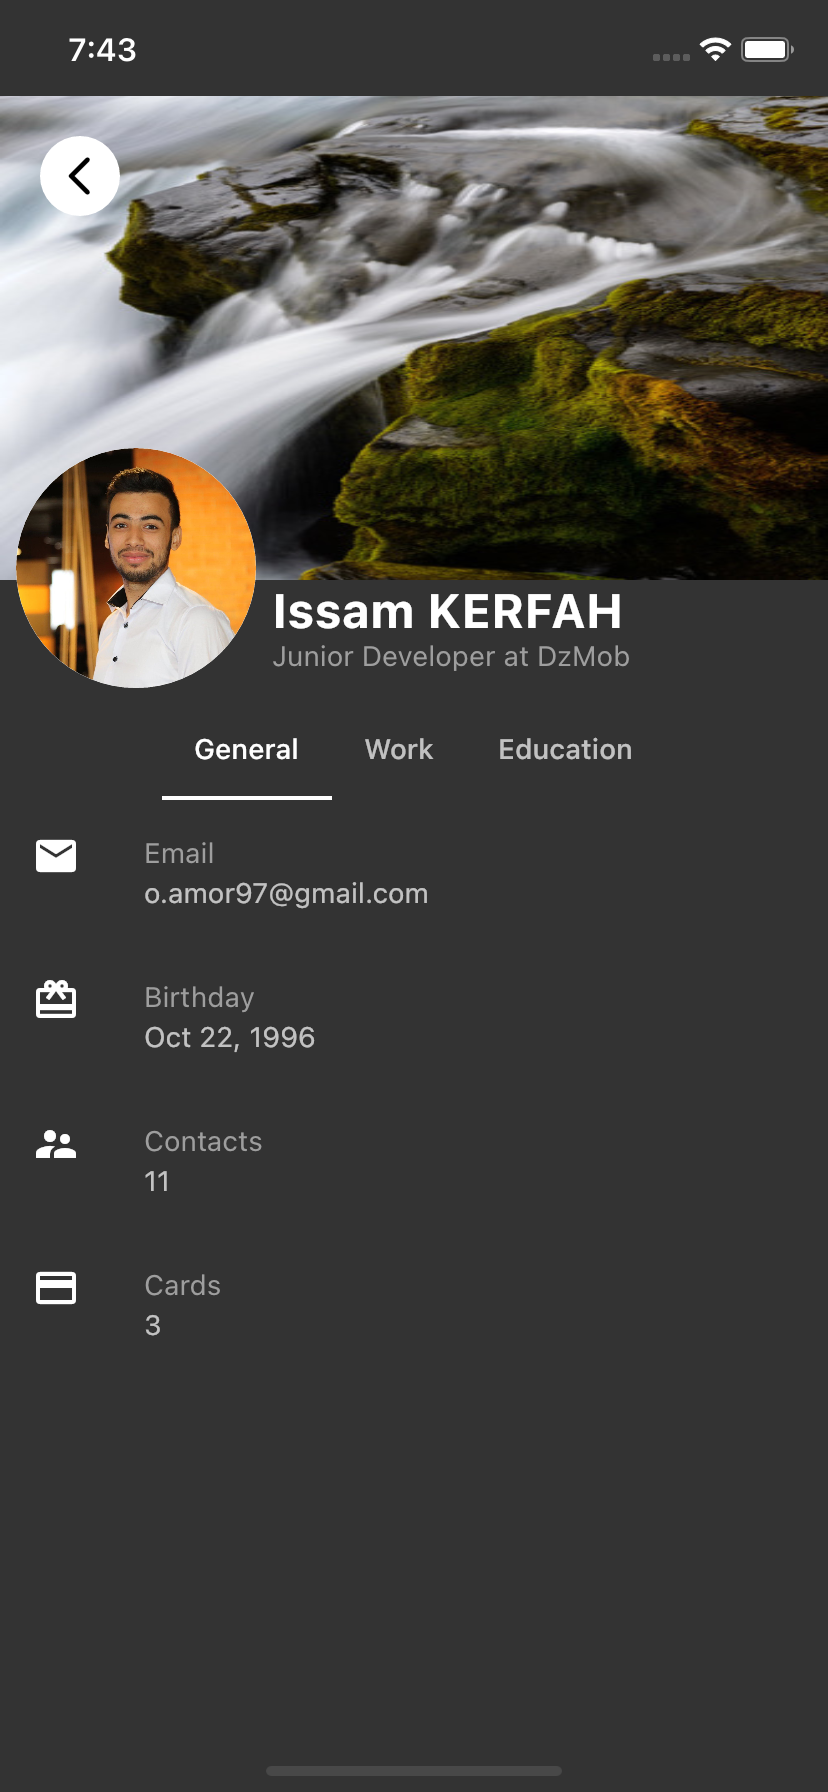 7:43
Issam KERFAH
Junior Developer at DzMob
General Work Education
Email
o.amor97@gmail.com
Birthday
Oct 22, 1996
Contacts
11
Cards
3